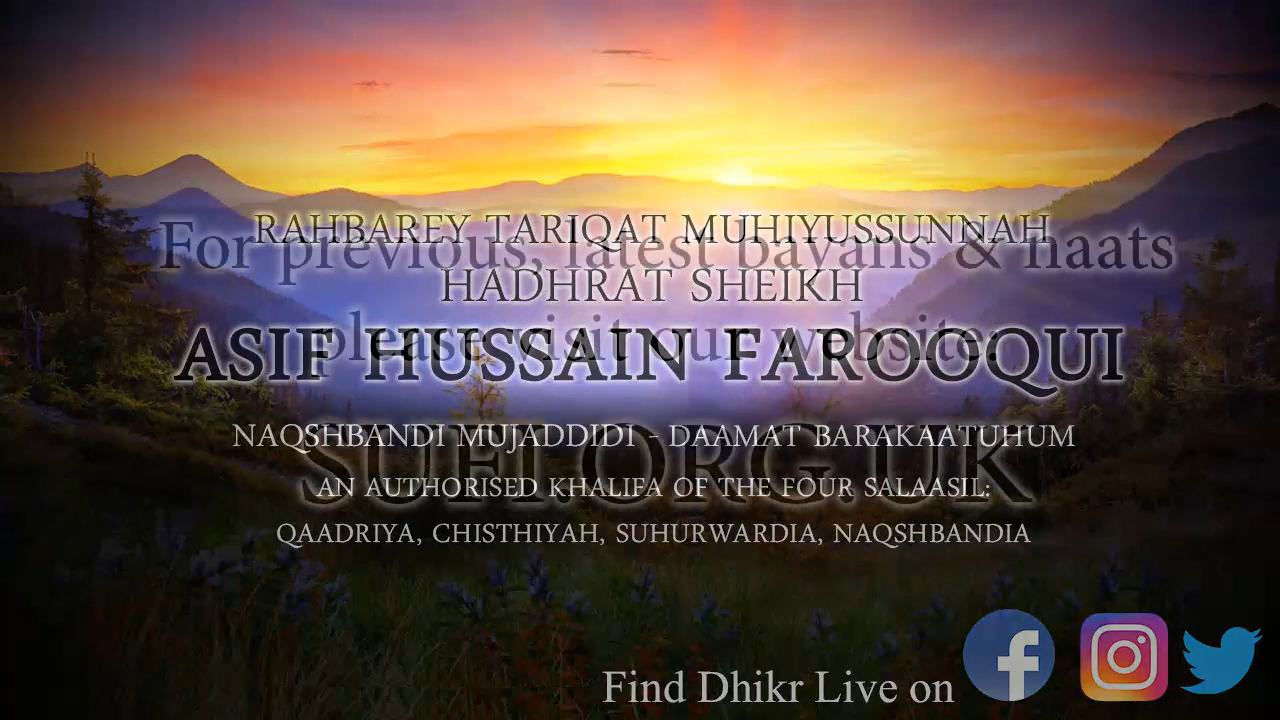 RAHBAREY TARIQAT MUHIYUSSUNNAH
For previous, latest bayans & naats
HADHRAT SHEIKH
please visit our website:
ASIF HUSSAIN FAROOQUI
NAQSHBANDI MUJADDIDI - DAAMAT BARAKAATUHUM
SUFI.ORG.UK
AN AUTHORISED KHALIFA OF THE FOUR SALAASIL:
QAADRIYA, CHISTHIYAH, SUHURWARDIA, NAQSHBANDIA
Find Dhikr Live on